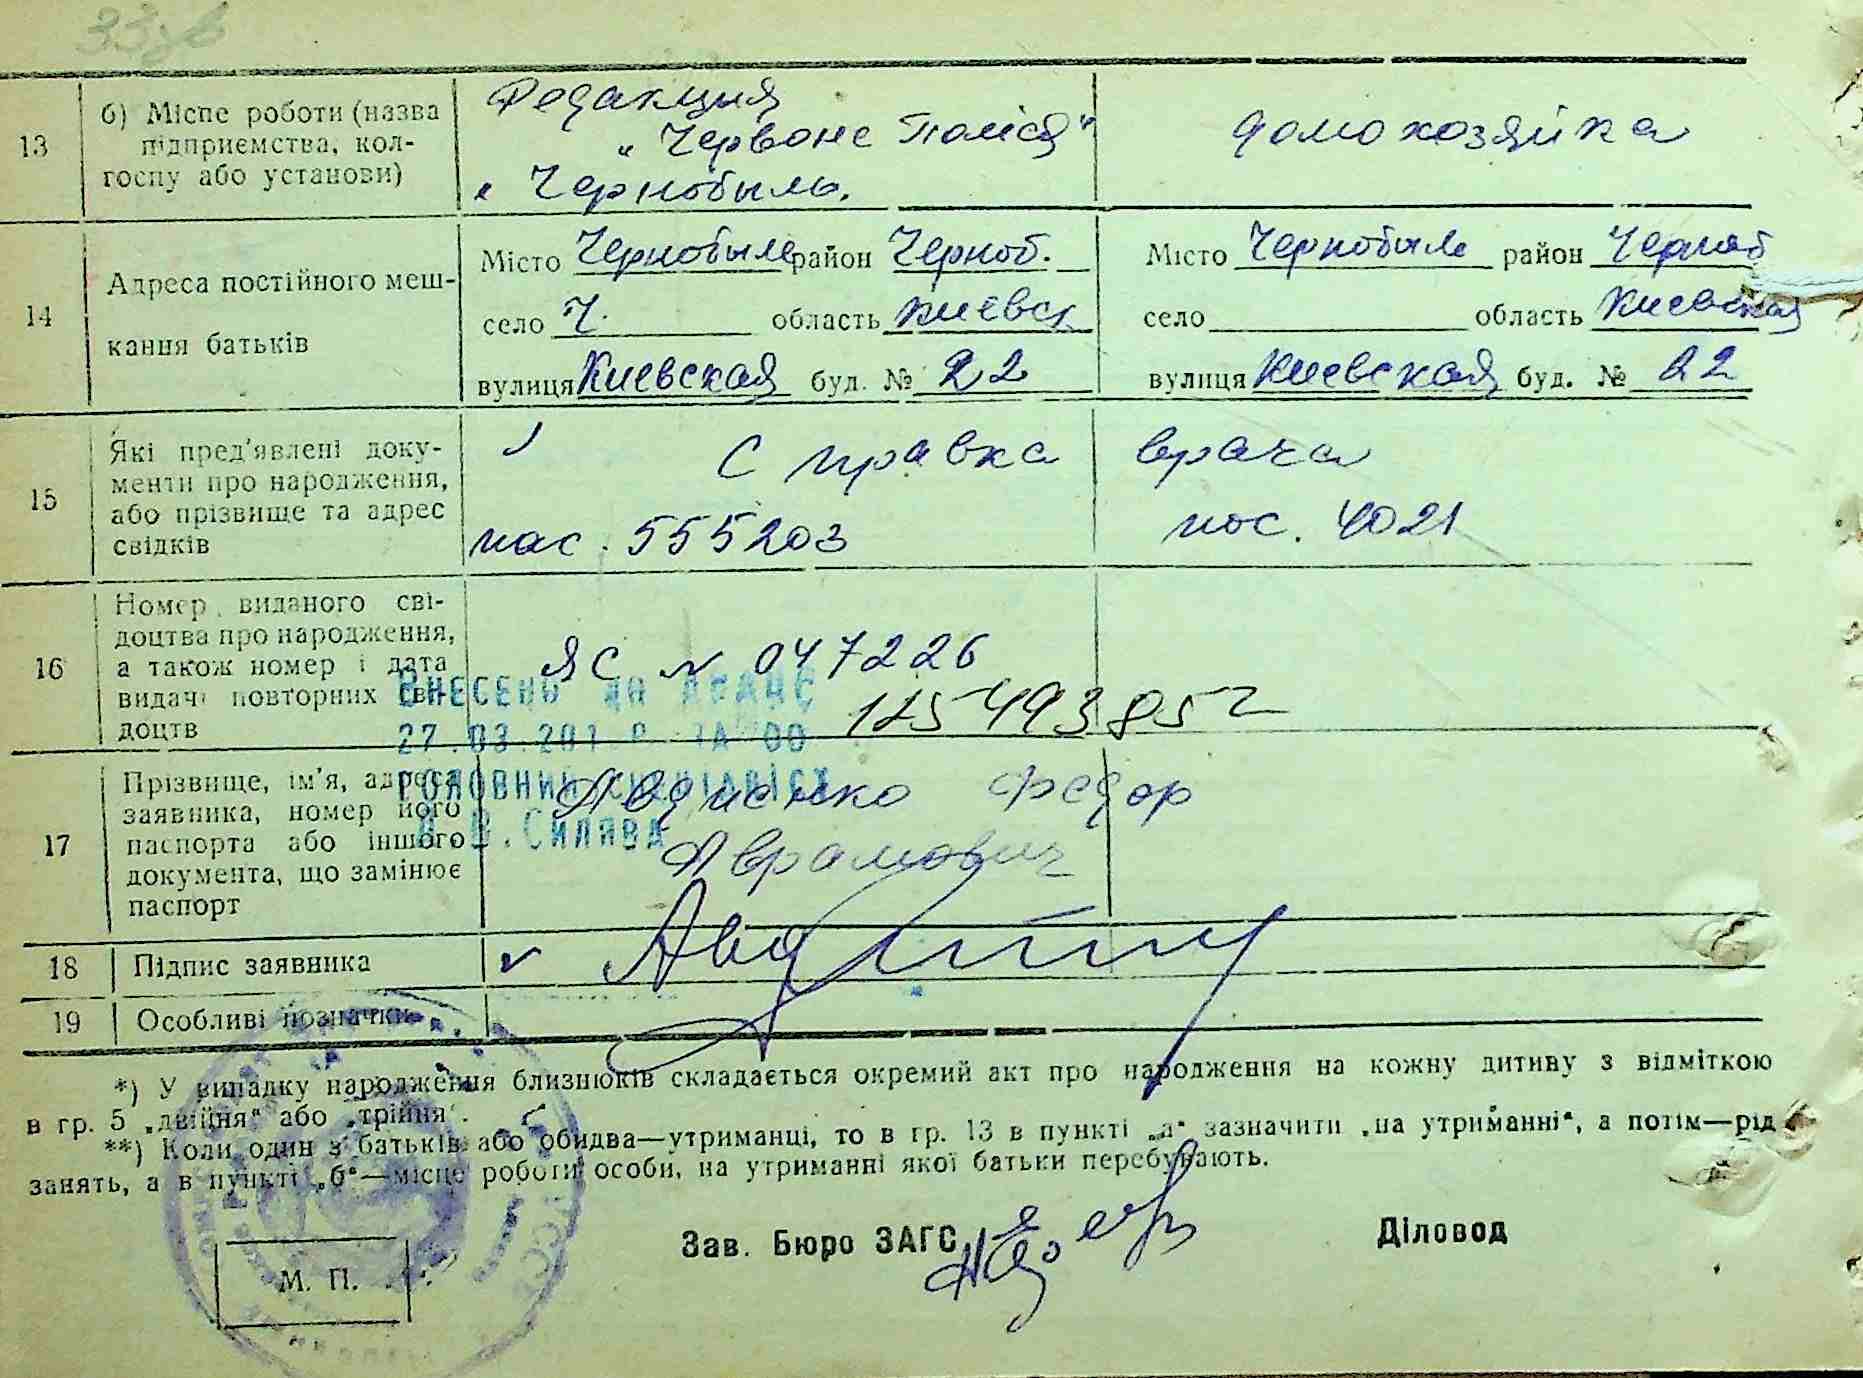 13
б) Місце роботи (назва
підприємства, кол-
госпу або установи)
Редакция
„Червоне Полісся"
г. Чернобыль.
домохозяйка
14
Адреса постійного меш-
кання батьків
Місто Чернобыль район Черноб.
село Ч. область Киевск
вулиця Киевская буд. № 22
Місто Чернобыль район Черноб
село область Киевская
вулиця Киевская буд. № 22
15
Які пред'явлені доку-
менти про народження,
або прізвище та адрес
свідків
Справка врача
пас. 555203
пос. 4021
16
Номер виданого сві-
доцтва про народження,
а також номер і дата
видачі повторних сві-
доцтв
ЯС № 047226
Внесено до
27.03.201
Головний спеціаліст
В. Силява
17
Прізвище, ім'я, адреса
заявника, номер його
паспорта або іншого
документа, що замінює
паспорт
Федор
Аврамович
18
Підпис заявника
19
Особливі позначки
*) У випадку народження близнюків складається окремий акт про народження на кожну дитину з відміткою
в гр. 5 „двійня" або „трійня".
**) Коли один з батьків або обидва—утриманці, то в гр. 13 в пункті „а" зазначити „на утриманні", а потім—рід
занять, а в пункті „б"—місце роботи особи, на утриманні якої батьки перебувають.
Зав. Бюро ЗАГС
Діловод
М. П.